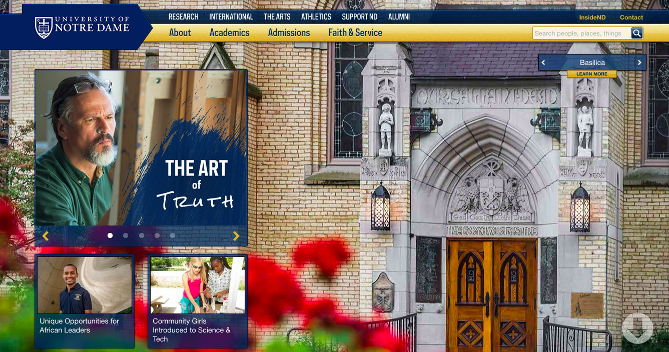 UNIVERSITY OF
NOTRE DAME
RESEARCH INTERNATIONAL THE ARTS ATHLETICS SUPPORT ND ALUMNI
InsideND Contact
About Academics Admissions Faith & Service
Search people, places, things
Basilica
LEARN MORE
THE ART
of
TRUTH
Unique Opportunities for
African Leaders
Community Girls
Introduced to Science &
Tech